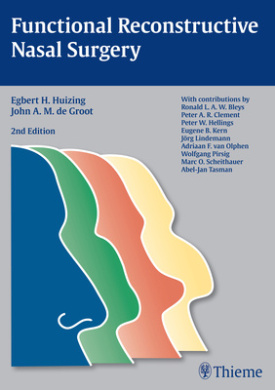 Functional Reconstructive
Nasal Surgery
Egbert H. Huizing
John A. M. de Groot
2nd Edition
With contributions by
Ronald L. A. W. Bleys
Peter A. R. Clement
Peter W. Hellings
Eugene B. Kern
Jörg Lindemann
Adriaan F. van Olphen
Wolfgang Pirsig
Marc O. Scheithauer
Abel-Jan Tasman
Thieme